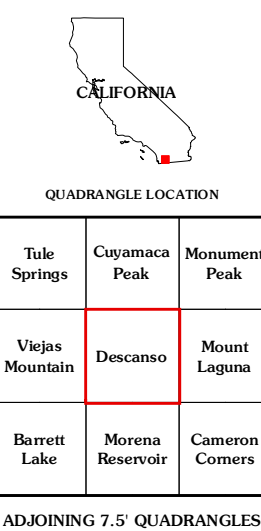 CALIFORNIA
QUADRANGLE LOCATION
Tule
Springs
Cuyamaca
Peak
Monument
Peak
Viejas
Mountain
Descanso
Mount
Laguna
Barrett
Lake
Morena
Reservoir
Cameron
Corners
ADJOINING 7.5' QUADRANGLES